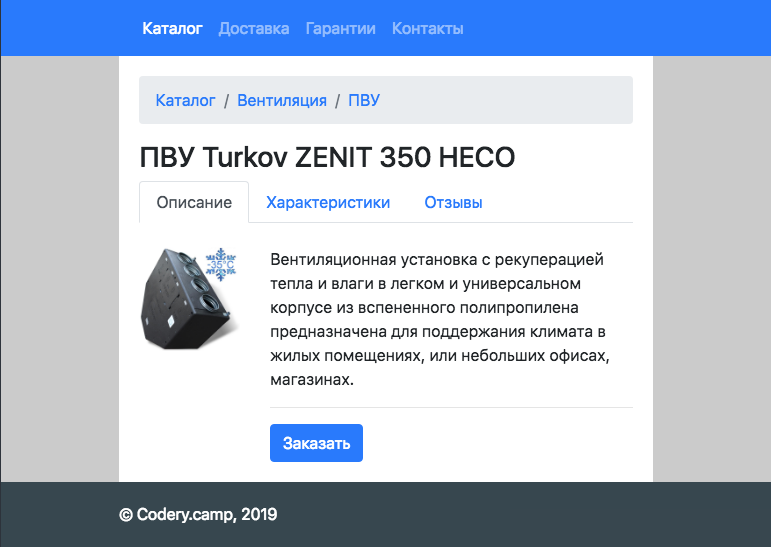 Каталог Доставка Гарантии Контакты
Каталог / Вентиляция / ПВУ
ПВУ Turkov ZENIT 350 HECO
Описание Характеристики Отзывы
-35°C
Вентиляционная установка с рекуперацией
тепла и влаги в легком и универсальном
корпусе из вспененного полипропилена
предназначена для поддержания климата в
жилых помещениях, или небольших офисах,
магазинах.
Заказать
© Codery.camp, 2019